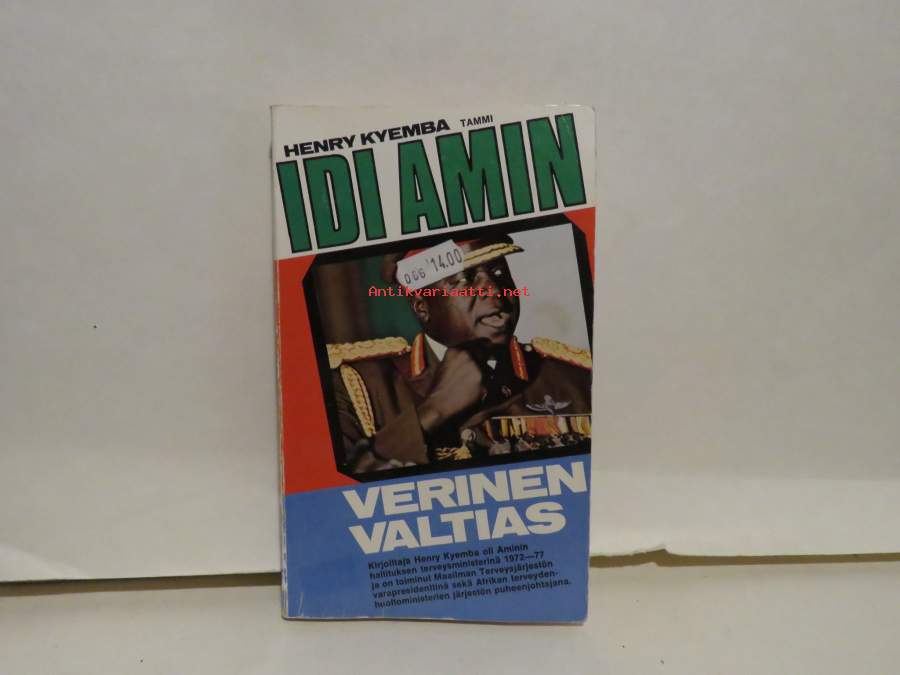 HENRY KYEMBA TAMMI
IDI AMIN
006 14.00
Antikvariaatti.net
VERINEN
VALTIAS
Kirjoittaja Henry Kyemba oli Aminin
hallituksen terveysministerinä 1972—77
ja on toiminut Maailman Terveysjärjestön
varapresidenttinä sekä Afrikan terveyden-
huoltoministerien järjestön puheenjohtajana.